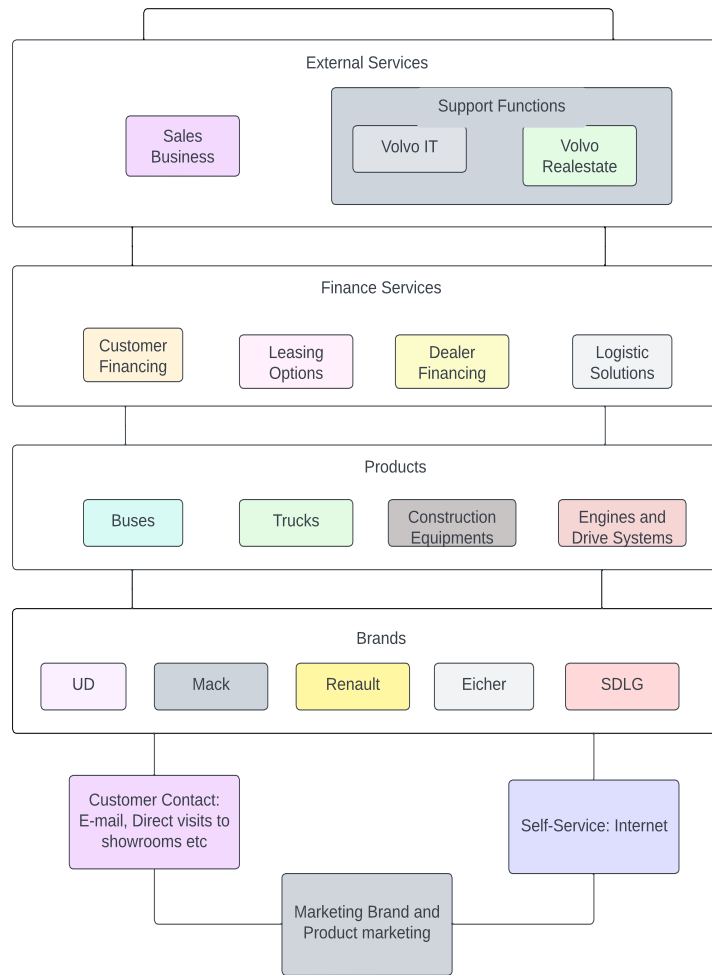 External Services
Support Functions
Sales
Business
Volvo IT
Volvo
Realestate
Finance Services
Customer
Financing
Leasing
Options
Dealer
Financing
Logistic
Solutions
Products
Buses
Trucks
Construction
Equipments
Engines and
Drive Systems
Brands
UD
Mack
Renault
Eicher
SDLG
Customer Contact:
E-mail, Direct visits to
showrooms etc
Self-Service: Internet
Marketing Brand and
Product marketing